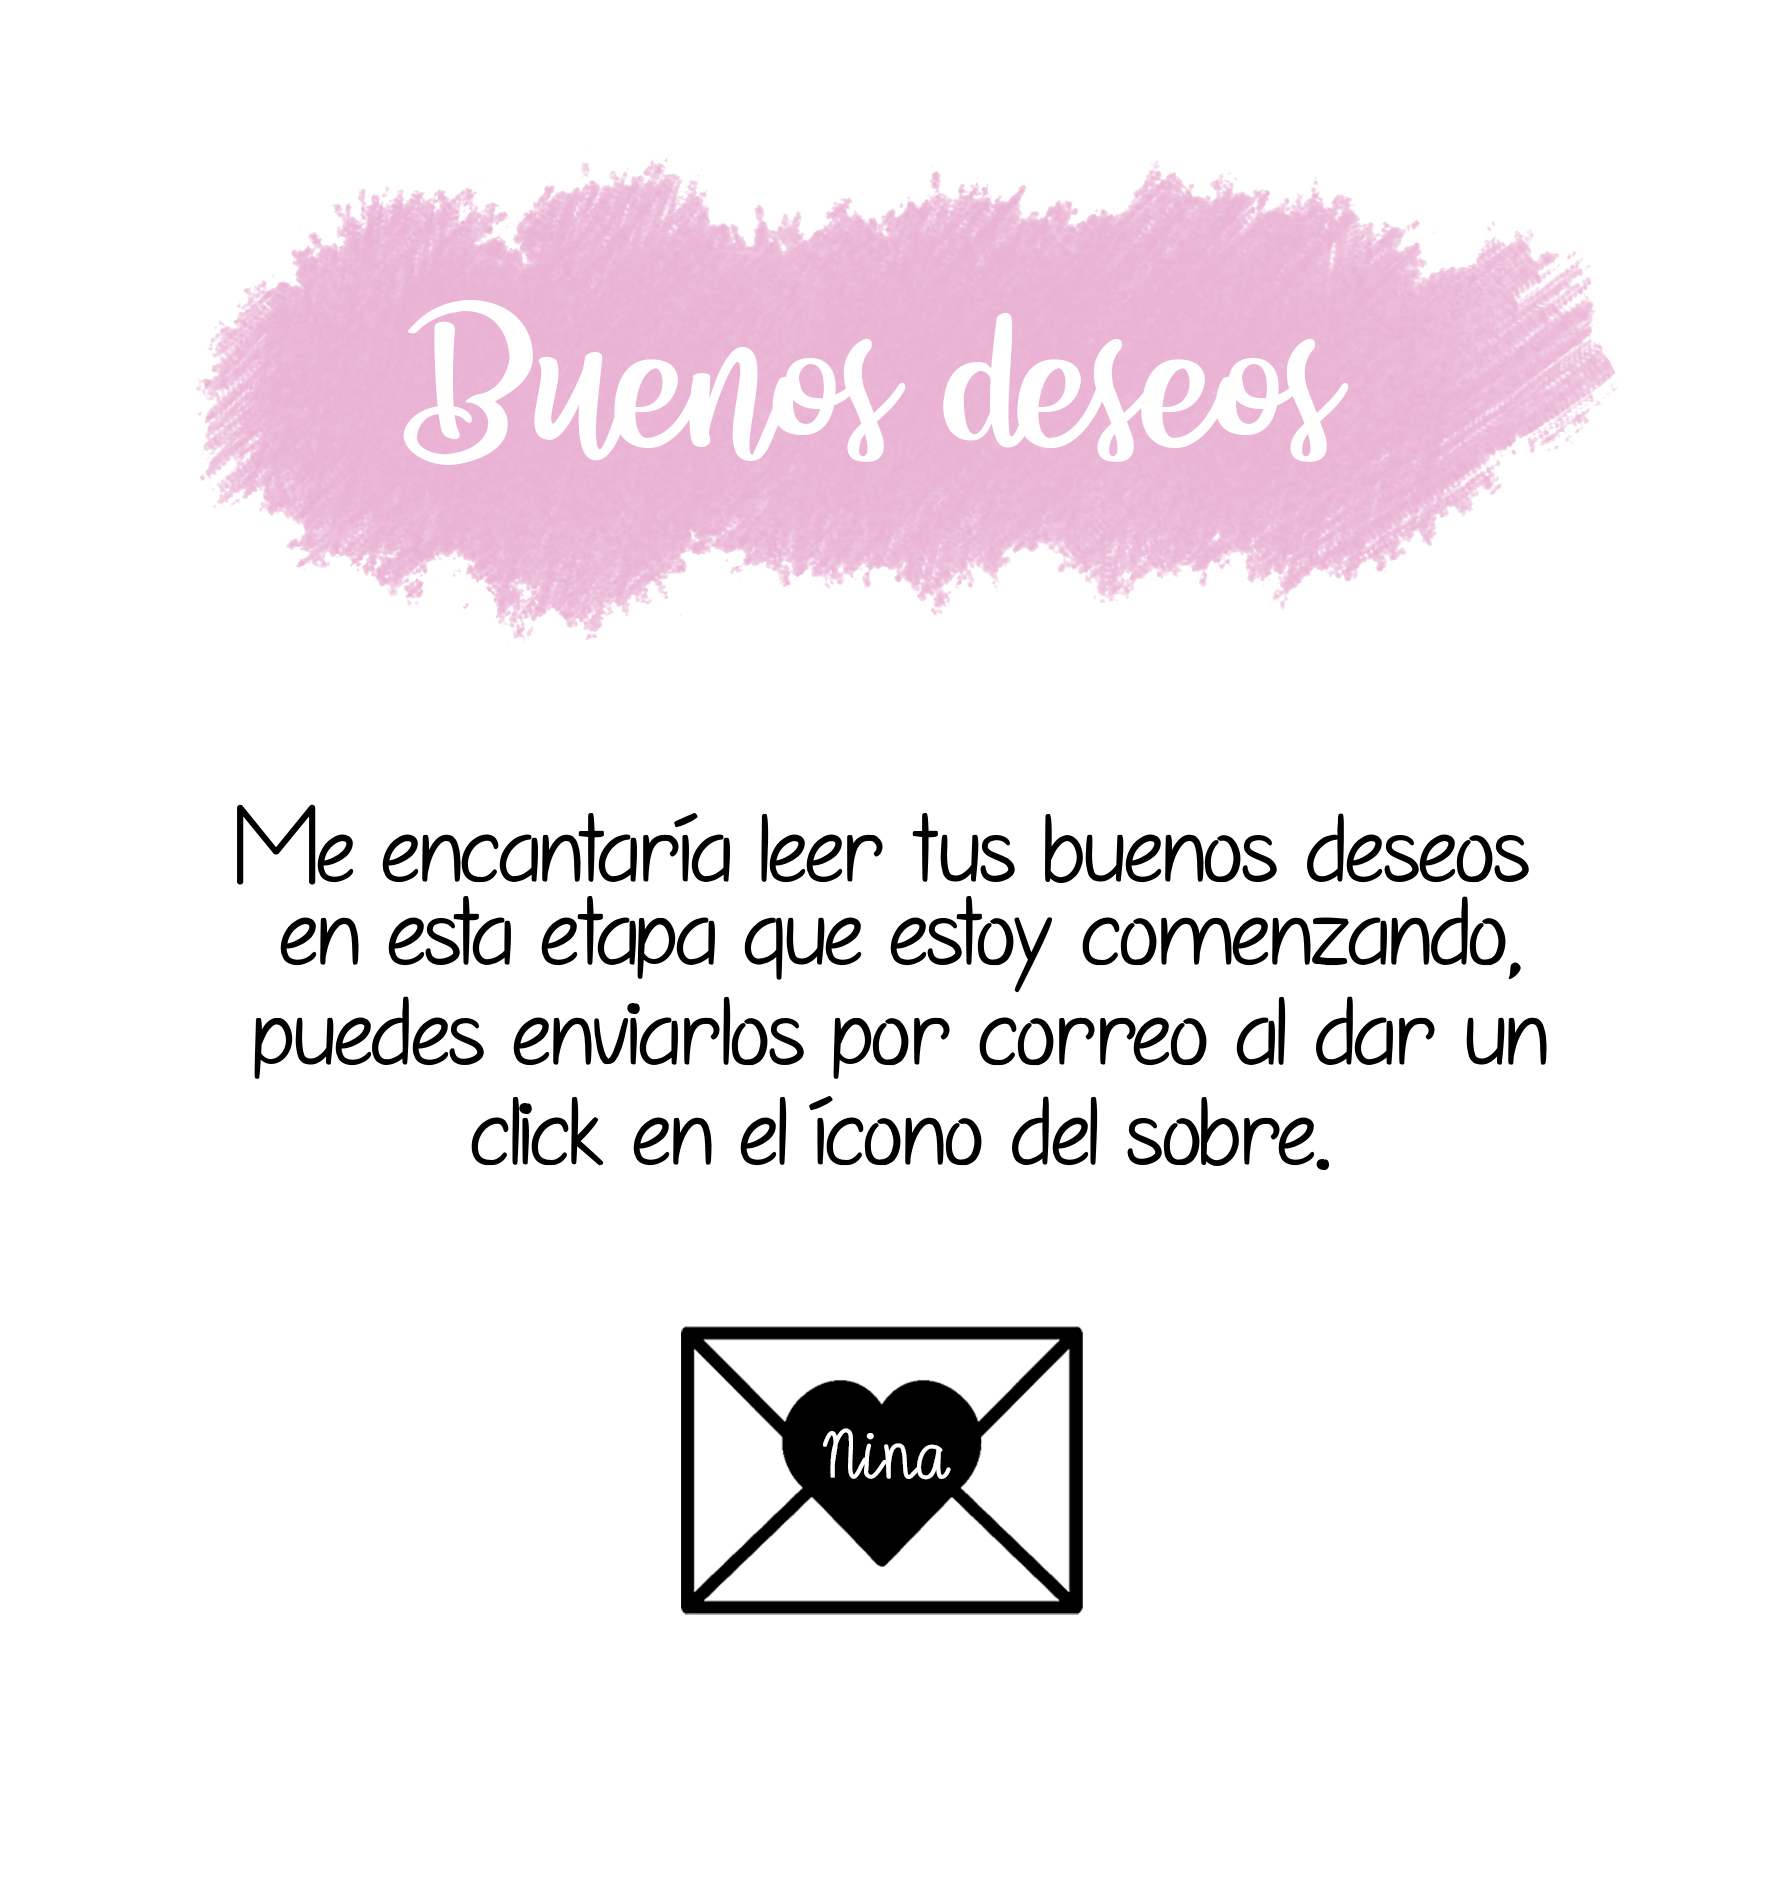 Buenos deseos
Me encantaría leer tus buenos deseos
en esta etapa que estoy comenzando,
puedes enviarlos por correo al dar un
click en el ícono del sobre.
Nina